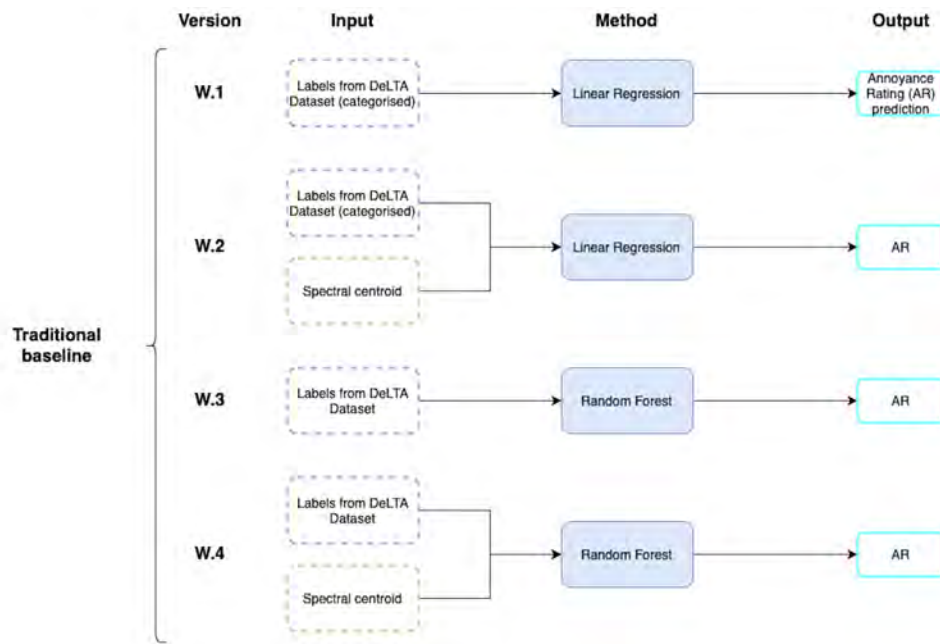 Version Input Method Output
W.1
Labels from DeLTA
Dataset (categorised)
Linear Regression
Annoyance
Rating (AR)
prediction
W.2
Labels from DeLTA
Dataset (categorised)
Spectral centroid
Linear Regression
AR
Traditional
baseline
W.3
Labels from DeLTA
Dataset
Random Forest
AR
W.4
Labels from DeLTA
Dataset
Spectral centroid
Random Forest
AR